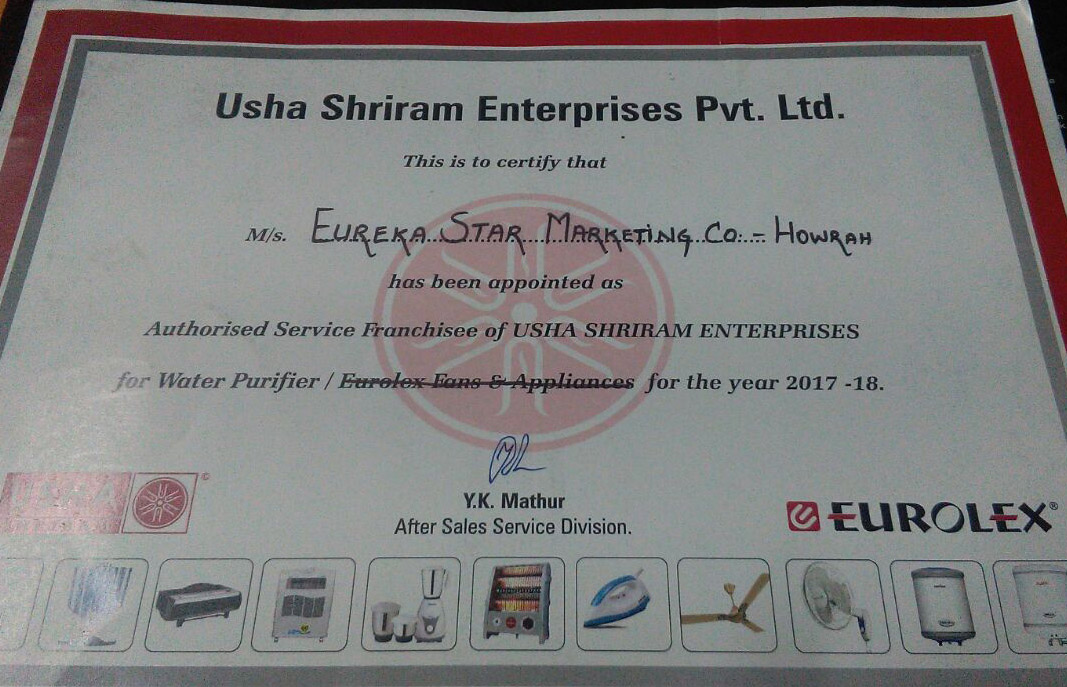 Usha Shriram Enterprises Pvt. Ltd.
This is to certify that
M/s. EUREKA STAR MARKETING CO. - HOWRAH
has been appointed as
Authorised Service Franchisee of USHA SHRIRAM ENTERPRISES
for Water Purifier / Eurolex Fans & Appliances for the year 2017 -18.
Y.K. Mathur
After Sales Service Division.
USHA
EUROLEX®